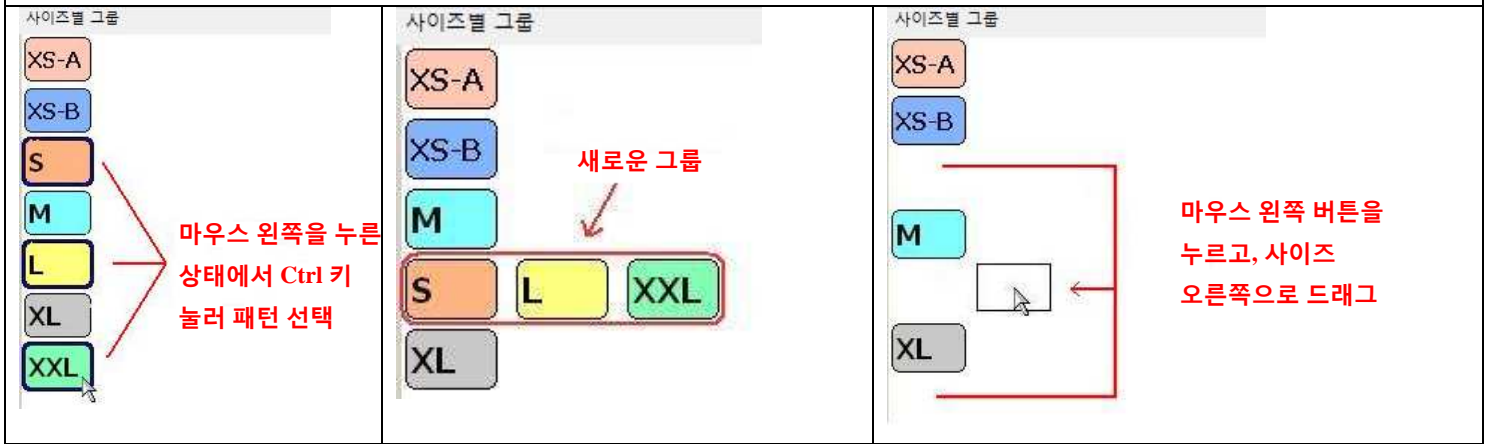 사이즈별 그룹
XS-A
XS-B
S
M
L
XL
XXL
마우스 왼쪽을 누른
상태에서 Ctrl 키
눌러 패턴 선택
사이즈별 그룹
XS-A
XS-B
새로운 그룹
M
S L XXL
XL
사이즈별 그룹
XS-A
XS-B
M
XL
마우스 왼쪽 버튼을
누르고, 사이즈
오른쪽으로 드래그